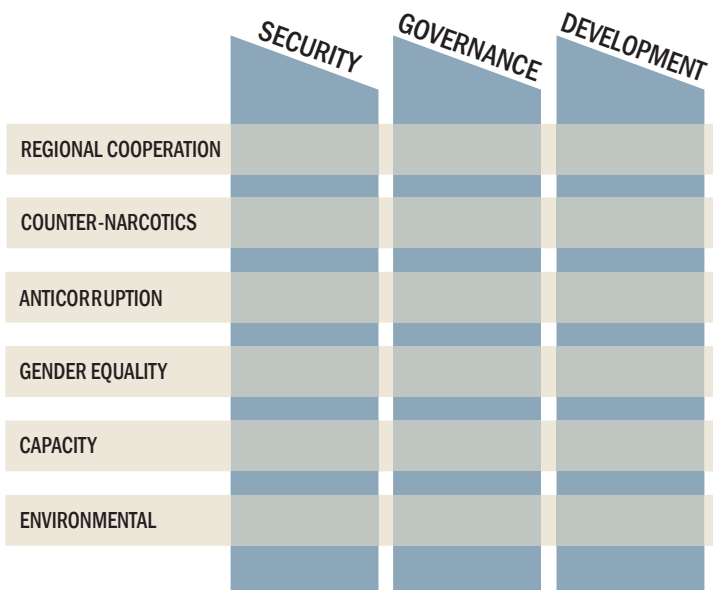 SECURITY
GOVERNANCE
DEVELOPMENT
REGIONAL COOPERATION
COUNTER-NARCOTICS
ANTICORRUPTION
GENDER EQUALITY
CAPACITY
ENVIRONMENTAL